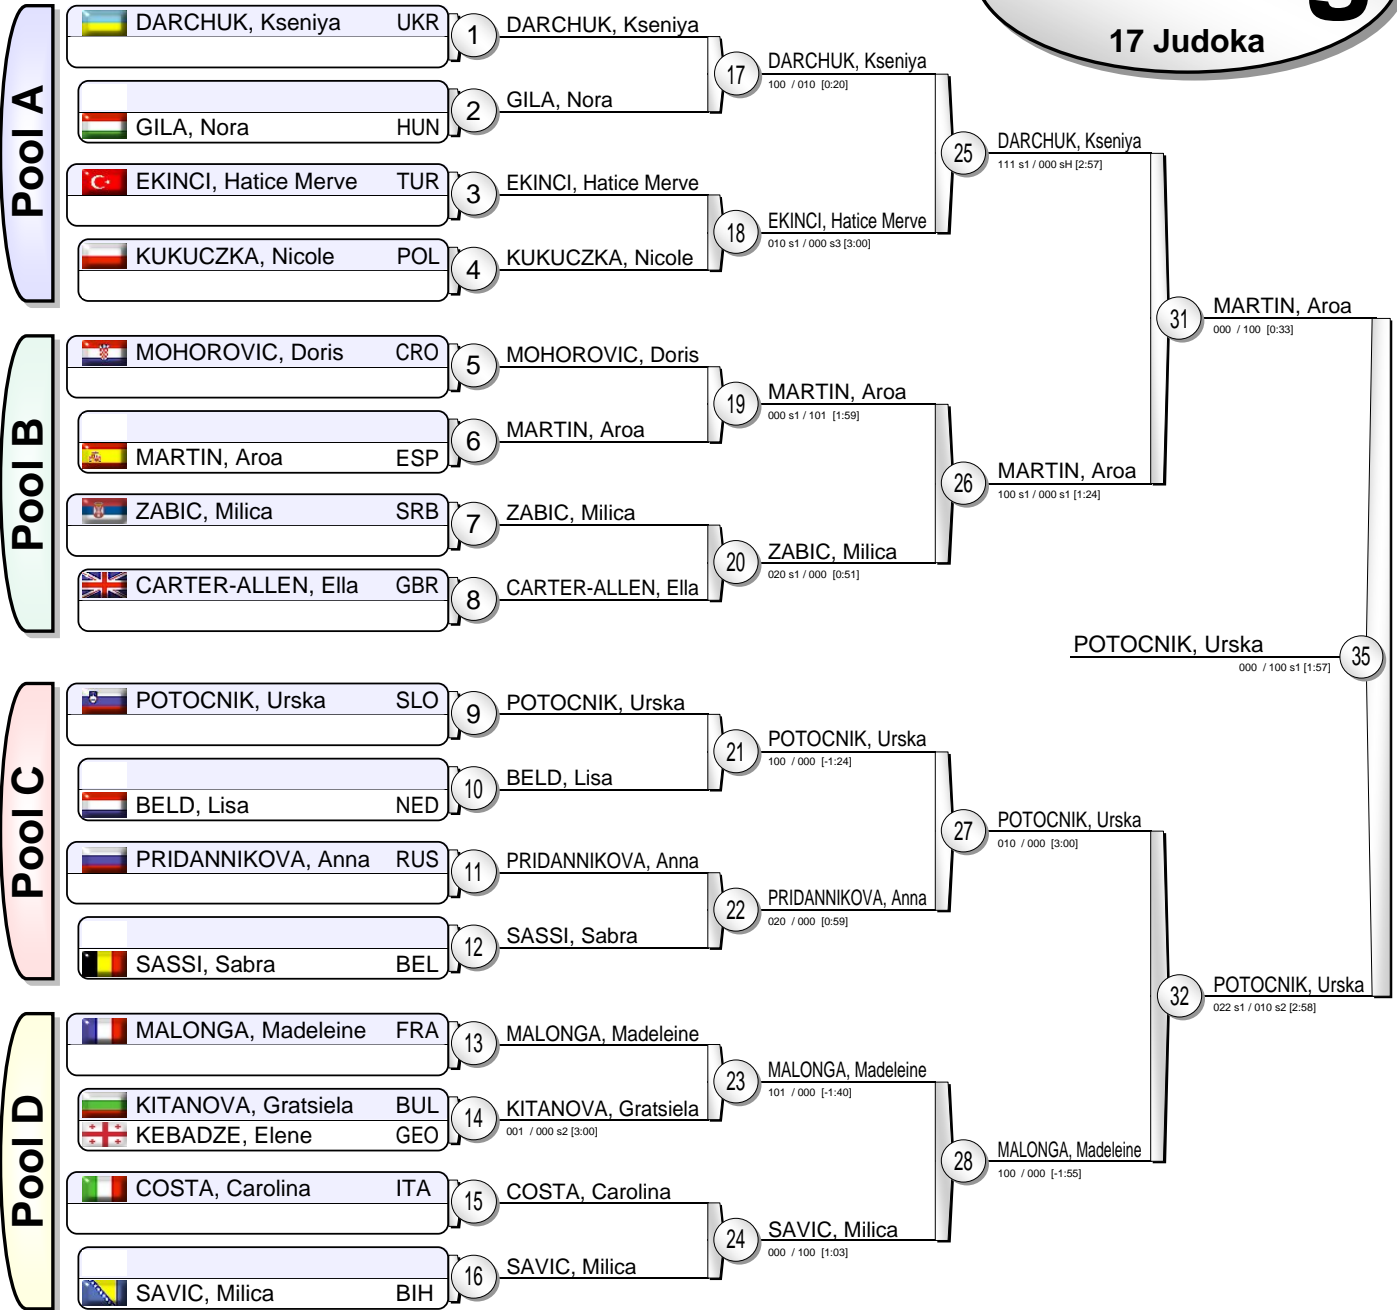 17 Judoka
Pool A
DARCHUK, Kseniya UKR
1
DARCHUK, Kseniya
GILA, Nora HUN
2
GILA, Nora
17
DARCHUK, Kseniya
100 / 010 [0:20]
EKINCI, Hatice Merve TUR
3
EKINCI, Hatice Merve
KUKUCZKA, Nicole POL
4
KUKUCZKA, Nicole
18
EKINCI, Hatice Merve
010 s1 / 000 s3 [3:00]
25
DARCHUK, Kseniya
111 s1 / 000 sH [2:57]
Pool B
MOHOROVIC, Doris CRO
5
MOHOROVIC, Doris
MARTIN, Aroa ESP
6
MARTIN, Aroa
19
MARTIN, Aroa
000 s1 / 101 [1:59]
ZABIC, Milica SRB
7
ZABIC, Milica
CARTER-ALLEN, Ella GBR
8
CARTER-ALLEN, Ella
20
ZABIC, Milica
020 s1 / 000 [0:51]
26
MARTIN, Aroa
100 s1 / 000 s1 [1:24]
31
MARTIN, Aroa
000 / 100 [0:33]
POTOCNIK, Urska
000 / 100 s1 [1:57]
35
Pool C
POTOCNIK, Urska SLO
9
POTOCNIK, Urska
BELD, Lisa NED
10
BELD, Lisa
21
POTOCNIK, Urska
100 / 000 [-1:24]
PRIDANNIKOVA, Anna RUS
11
PRIDANNIKOVA, Anna
SASSI, Sabra BEL
12
SASSI, Sabra
22
PRIDANNIKOVA, Anna
020 / 000 [0:59]
27
POTOCNIK, Urska
010 / 000 [3:00]
Pool D
MALONGA, Madeleine FRA
13
MALONGA, Madeleine
KITANOVA, Gratsiela BUL
KEBADZE, Elene GEO
14
KITANOVA, Gratsiela
001 / 000 s2 [3:00]
23
MALONGA, Madeleine
101 / 000 [-1:40]
COSTA, Carolina ITA
15
COSTA, Carolina
SAVIC, Milica BIH
16
SAVIC, Milica
24
SAVIC, Milica
000 / 100 [1:03]
28
MALONGA, Madeleine
100 / 000 [-1:55]
32
POTOCNIK, Urska
022 s1 / 010 s2 [2:58]